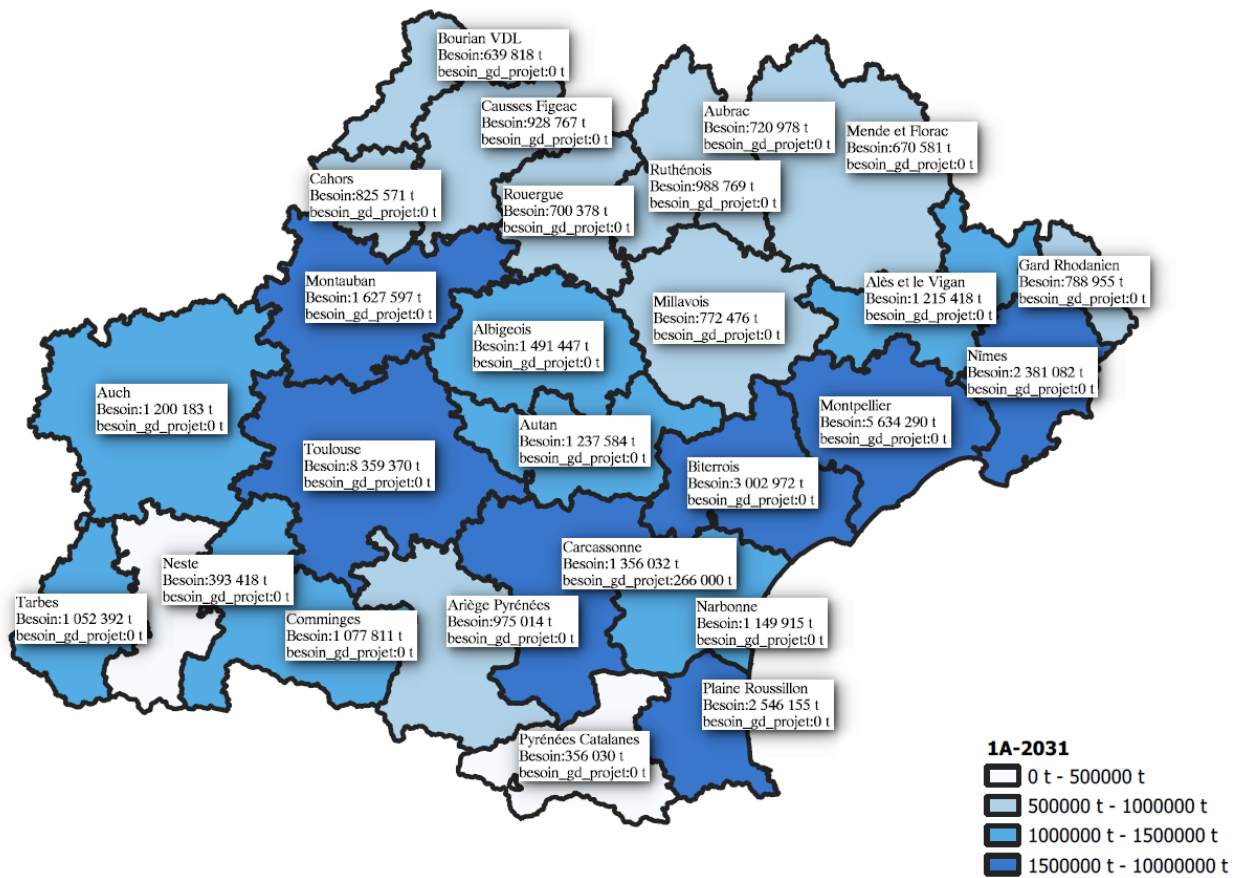 Bourian VDL
Besoin:639 818 t
besoin_gd_projet:0 t
Causses Figeac
Besoin:928 767 t
besoin_gd_projet:0 t
Aubrac
Besoin:720 978 t
besoin_gd_projet:0 t
Mende et Florac
Besoin:670 581 t
besoin_gd_projet:0 t
Cahors
Besoin:825 571 t
besoin_gd_projet:0 t
Rouergue
Besoin:700 378 t
besoin_gd_projet:0 t
Ruthénois
Besoin:988 769 t
besoin_gd_projet:0 t
Montauban
Besoin:1 627 597 t
besoin_gd_projet:0 t
Millavois
Besoin:772 476 t
besoin_gd_projet:0 t
Alès et le Vigan
Besoin:1 215 418 t
besoin_gd_projet:0 t
Gard Rhodanien
Besoin:788 955 t
besoin_gd_projet:0 t
Albigeois
Besoin:1 491 447 t
besoin_gd_projet:0 t
Nîmes
Besoin:2 381 082 t
besoin_gd_projet:0 t
Auch
Besoin:1 200 183 t
besoin_gd_projet:0 t
Toulouse
Besoin:8 359 370 t
besoin_gd_projet:0 t
Autan
Besoin:1 237 584 t
besoin_gd_projet:0 t
Montpellier
Besoin:5 634 290 t
besoin_gd_projet:0 t
Biterrois
Besoin:3 002 972 t
besoin_gd_projet:0 t
Carcassonne
Besoin:1 356 032 t
besoin_gd_projet:266 000 t
Neste
Besoin:393 418 t
besoin_gd_projet:0 t
Tarbes
Besoin:1 052 392 t
besoin_gd_projet:0 t
Comminges
Besoin:1 077 811 t
besoin_gd_projet:0 t
Ariège Pyrénées
Besoin:975 014 t
besoin_gd_projet:0 t
Narbonne
Besoin:1 149 915 t
besoin_gd_projet:0 t
Plaine Roussillon
Besoin:2 546 155 t
besoin_gd_projet:0 t
Pyrénées Catalanes
Besoin:356 030 t
besoin_gd_projet:0 t
1A-2031
0 t - 500000 t
500000 t - 1000000 t
1000000 t - 1500000 t
1500000 t - 10000000 t